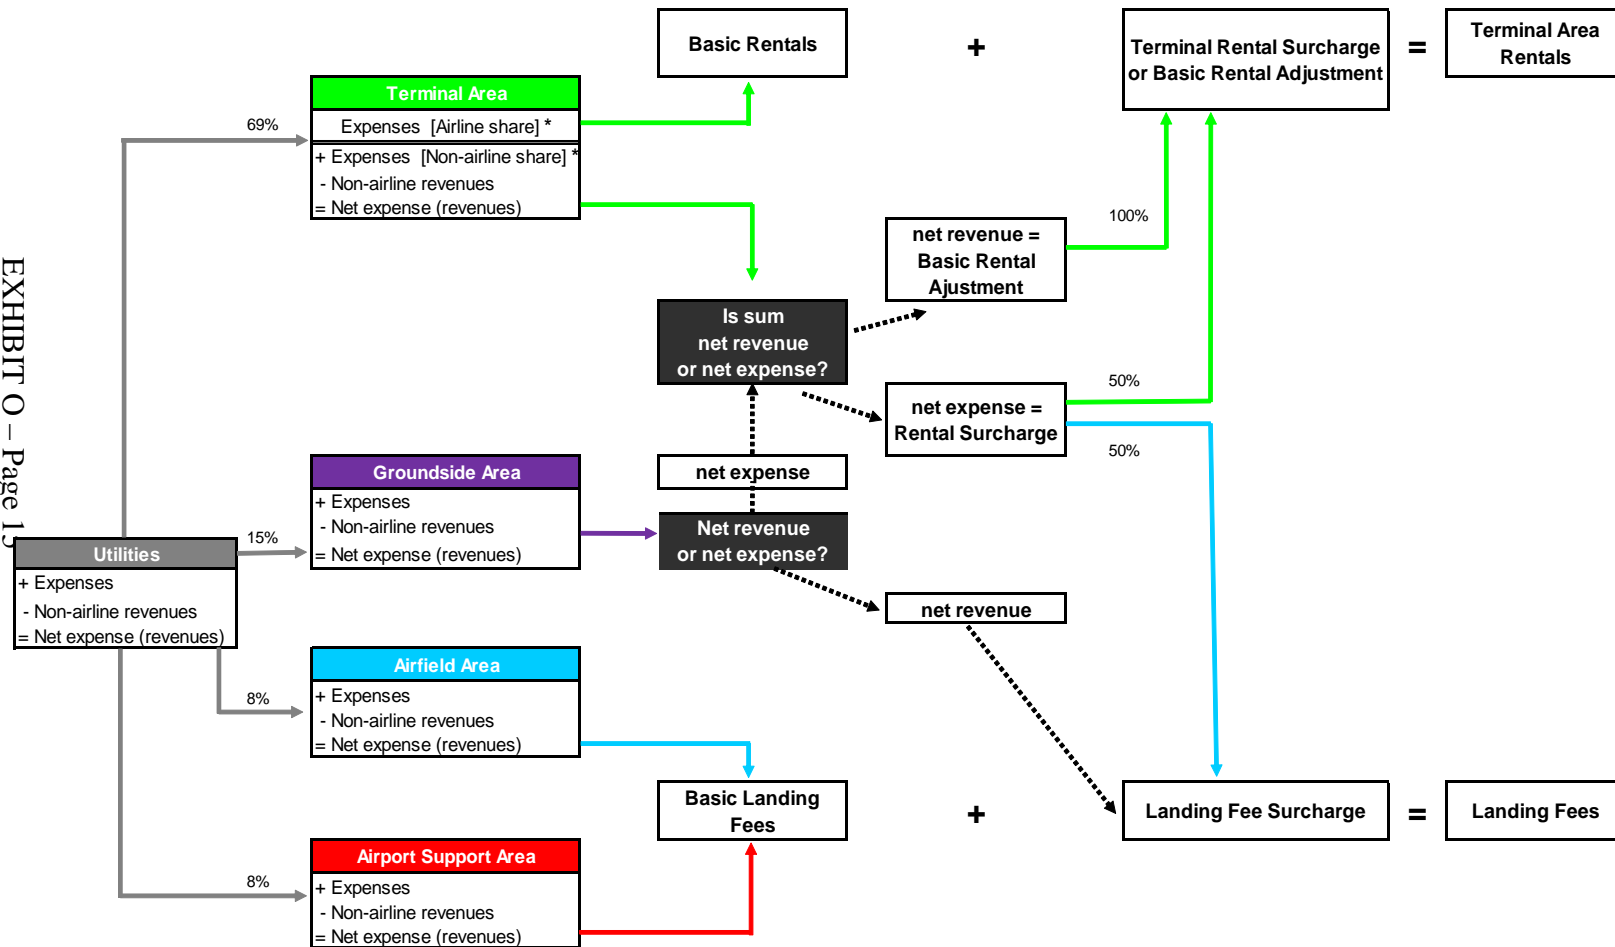 Basic Rentals
+
Terminal Rental Surcharge
or Basic Rental Adjustment
=
Terminal Area
Rentals
Terminal Area
Expenses [Airline share] *
+ Expenses [Non-airline share] *
- Non-airline revenues
= Net expense (revenues)
69%
100%
net revenue =
Basic Rental
Ajustment
Is sum
net revenue
or net expense?
50%
net expense =
Rental Surcharge
50%
EXHIBIT O – Page 15
Groundside Area
+ Expenses
- Non-airline revenues
= Net expense (revenues)
net expense
Net revenue
or net expense?
15%
Utilities
+ Expenses
- Non-airline revenues
= Net expense (revenues)
net revenue
Airfield Area
+ Expenses
- Non-airline revenues
= Net expense (revenues)
8%
Basic Landing
Fees
+
Landing Fee Surcharge
=
Landing Fees
Airport Support Area
+ Expenses
- Non-airline revenues
= Net expense (revenues)
8%